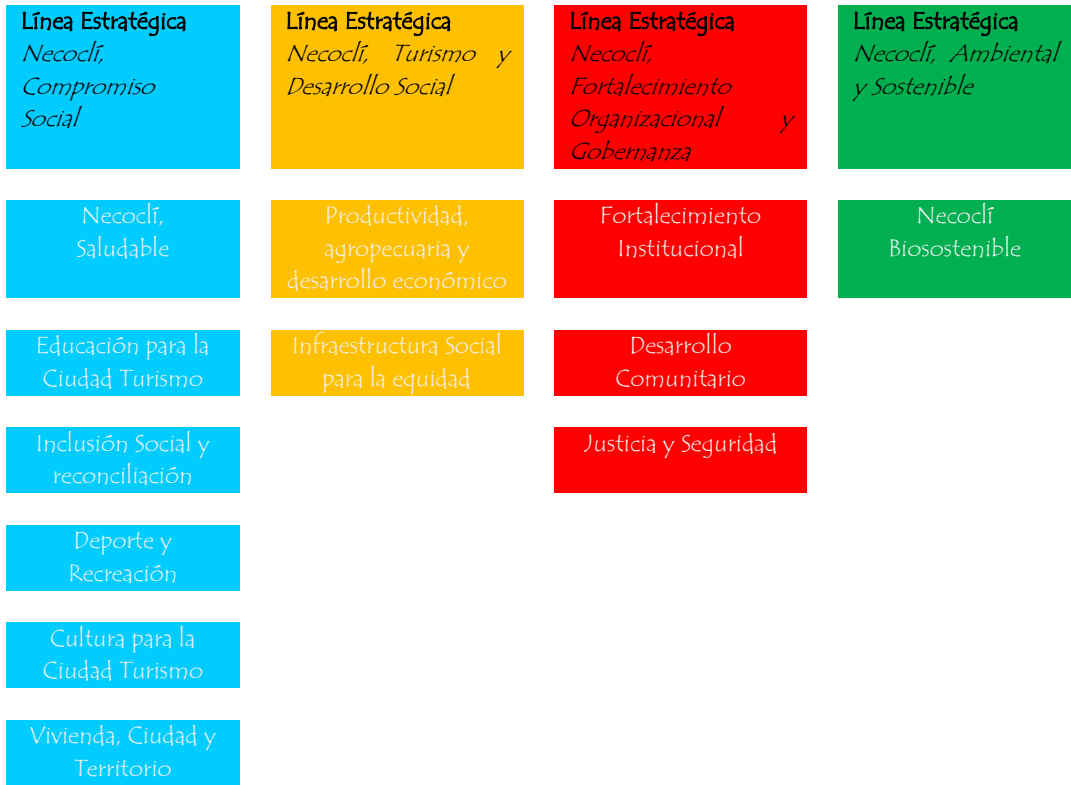 Línea Estratégica
Necoclí,
Compromiso
Social
Línea Estratégica
Necoclí, Turismo y
Desarrollo Social
Línea Estratégica
Necoclí,
Fortalecimiento
Organizacional y
Gobernanza
Línea Estratégica
Necoclí, Ambiental
y Sostenible
Necoclí,
Saludable
Productividad,
agropecuaria y
desarrollo económico
Fortalecimiento
Institucional
Necoclí
Biosostenible
Educación para la
Ciudad Turismo
Infraestructura Social
para la equidad
Desarrollo
Comunitario
Inclusión Social y
reconciliación
Justicia y Seguridad
Deporte y
Recreación
Cultura para la
Ciudad Turismo
Vivienda, Ciudad y
Territorio